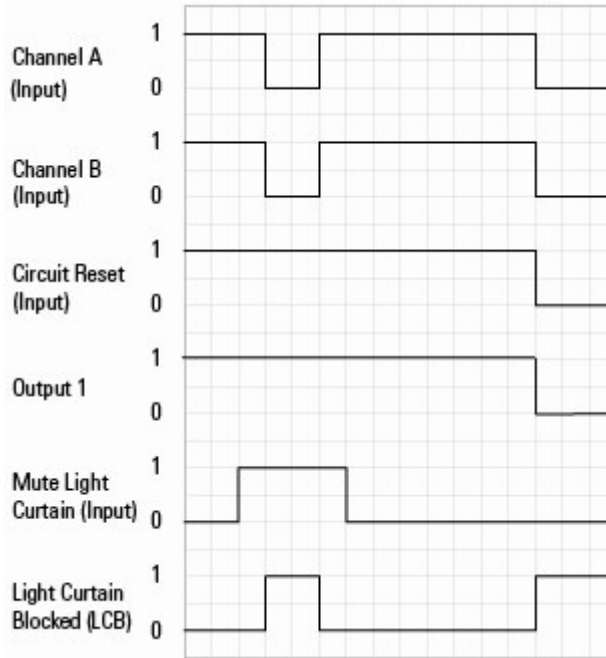 1
Channel A
(Input)
0
1
Channel B
(Input)
0
1
Circuit Reset
(Input)
0
1
Output 1
0
1
Mute Light
Curtain (Input)
0
1
Light Curtain
Blocked (LCB)
0